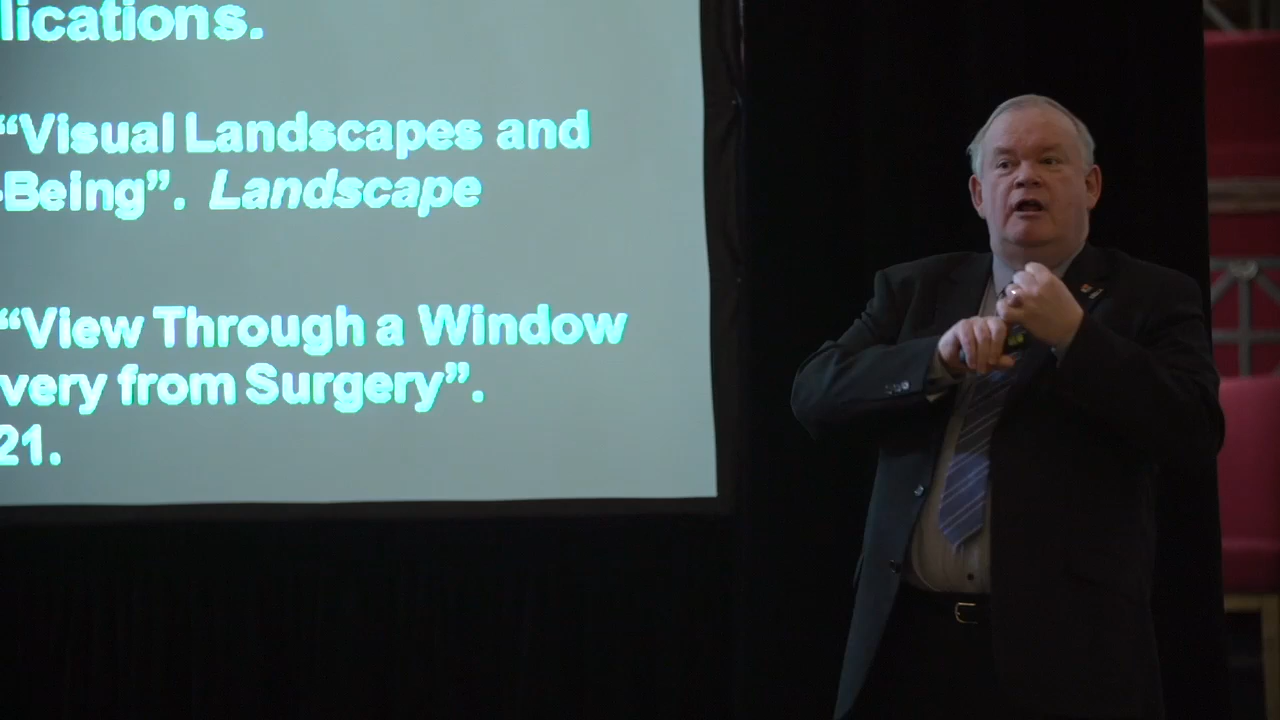 lications.
“Visual Landscapes and
-Being”. Landscape
“View Through a Window
very from Surgery”.
21.